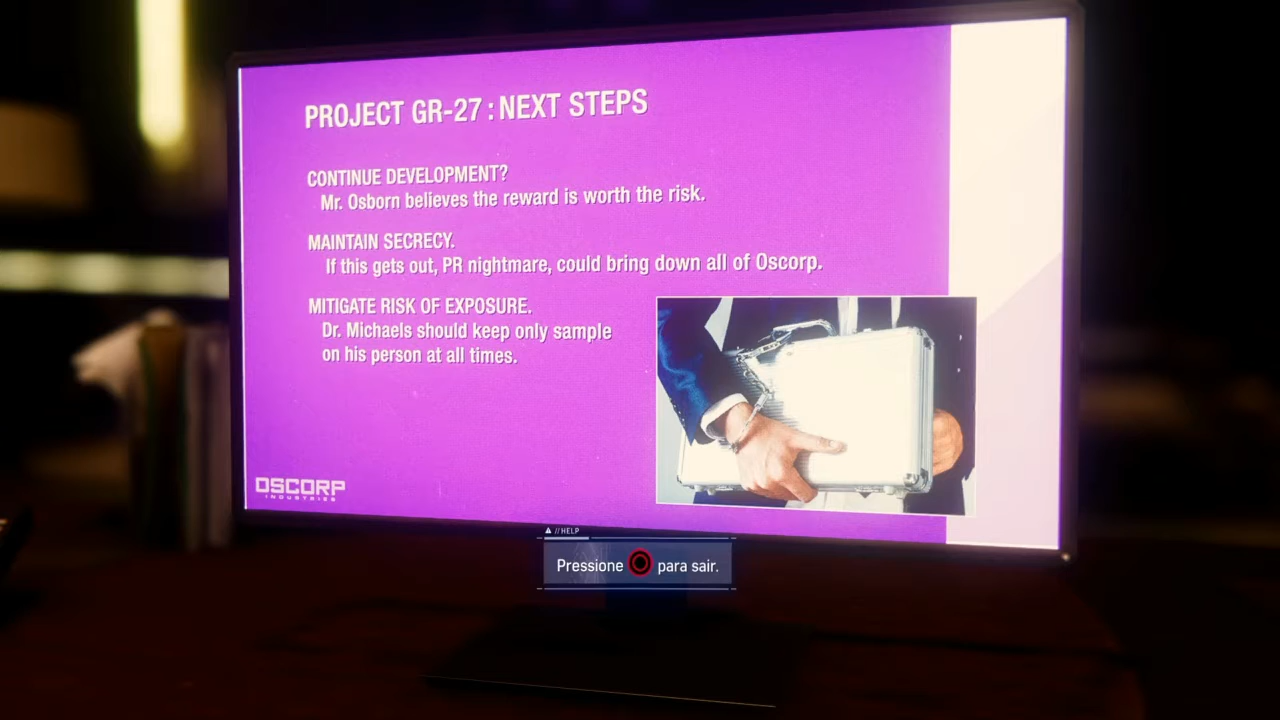 PROJECT GR-27 : NEXT STEPS
CONTINUE DEVELOPMENT?
Mr. Osborn believes the reward is worth the risk.
MAINTAIN SECRECY.
If this gets out, PR nightmare, could bring down all of Oscorp.
MITIGATE RISK OF EXPOSURE.
Dr. Michaels should keep only sample
on his person at all times.
OSCORP
INDUSTRIES
//HELP
Pressione para sair.